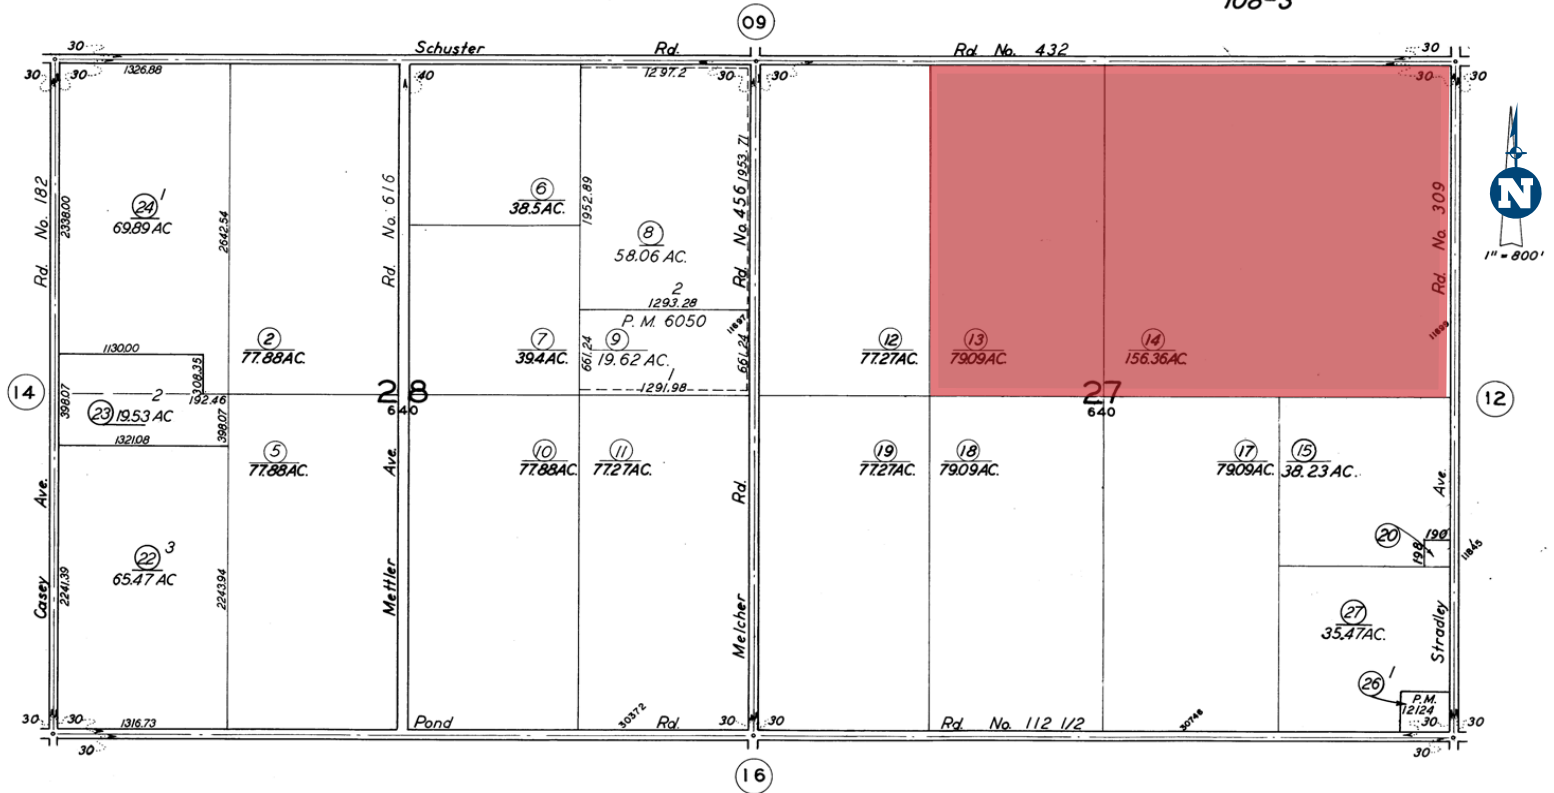 108-3
09
30 Schuster Rd. Rd. No. 432 30
30 30 1326.88 40 1297.2 30 30 30 30
N
1" = 800'
Rd. No. 182
2338.00
24 1
69.89 AC
2642.54
Rd. No. 616
6
38.5 AC.
1952.89
8
58.06 AC.
Rd. No. 456
1953.71
Rd. No. 309
2
1293.28
P. M. 6050
11697
11699
2
77.88 AC.
7
39.4 AC.
661.24
9
19.62 AC.
661.24
1
1291.98
12
77.27 AC.
13
79.09 AC.
14
156.36 AC.
1130.00
308.35
14
28
640
27
640
12
398.07
2
192.46
23 19.53 AC
398.07
1321.08
5
77.88 AC.
10
77.88 AC.
11
77.27 AC.
19
77.27 AC.
18
79.09 AC.
17
79.09 AC.
15
38.23 AC.
20
190'
198
11845
22 3
65.47 AC
2241.39
2243.94
Casey Ave.
Mettler Ave.
Melcher Rd.
Stradley Ave.
27
35.47 AC.
26 1
P.M.
12124
30 30 1316.73 Pond 30372 Rd. 30 30 Rd. No. 112 1/2 30748 30 30
30 30
16